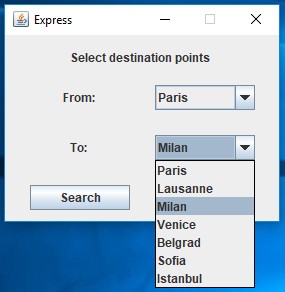 Express
Select destination points
From: Paris
To: Milan
Paris
Lausanne
Search Milan
Venice
Belgrad
Sofia
Istanbul